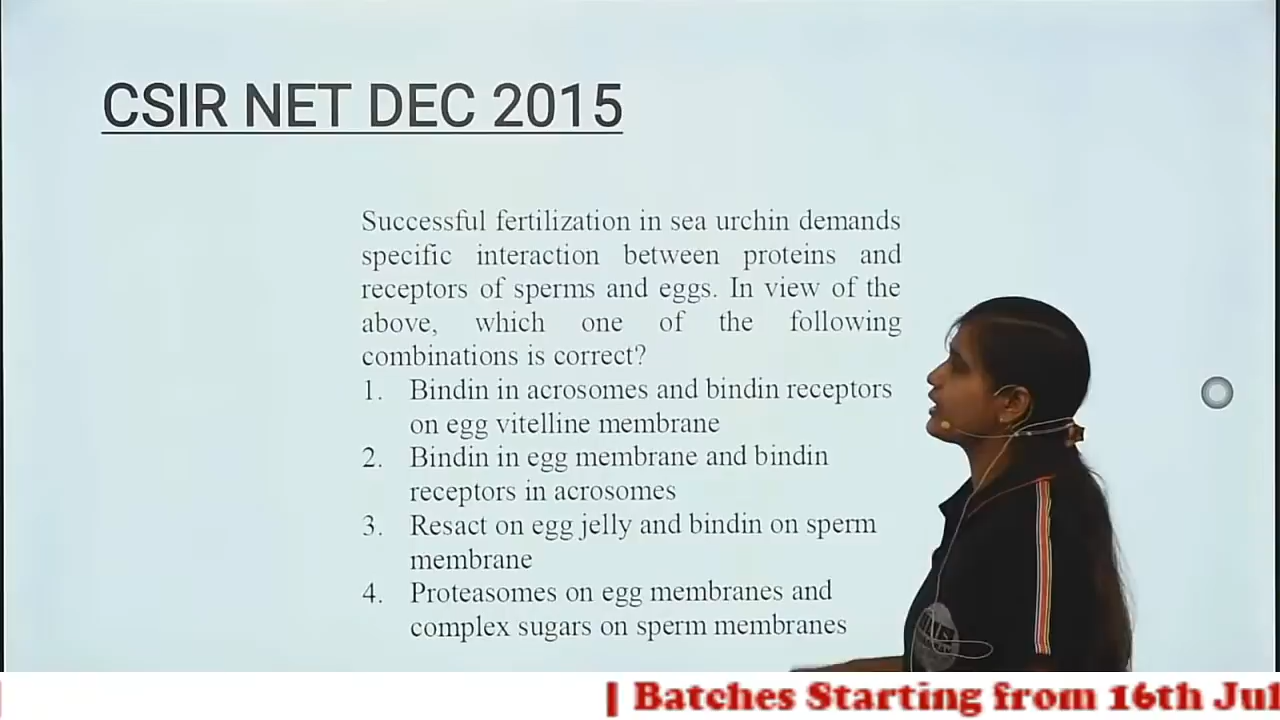 CSIR NET DEC 2015
Successful fertilization in sea urchin demands
specific interaction between proteins and
receptors of sperms and eggs. In view of the
above, which one of the following
combinations is correct?
1. Bindin in acrosomes and bindin receptors
on egg vitelline membrane
2. Bindin in egg membrane and bindin
receptors in acrosomes
3. Resact on egg jelly and bindin on sperm
membrane
4. Proteasomes on egg membranes and
complex sugars on sperm membranes
| Batches Starting from 16th Jul